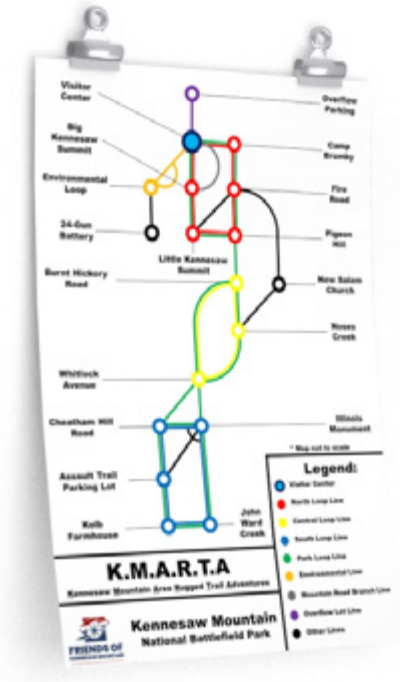 Visitor
Center
Overflow
Parking
Big
Kennesaw
Summit
Camp
Brumby
Environmental
Loop
Fire
Road
24-Gun
Battery
Pigeon
Hill
Little Kennesaw
Summit
Burnt Hickory
Road
New Salem
Church
Noses
Creek
Whitlock
Avenue
Cheatham Hill
Road
Illinois
Monument
* Map not to scale
Assault Trail
Parking Lot
Kolb
Farmhouse
John
Ward
Creek
Legend:
Visitor Center
North Loop Line
Central Loop Line
South Loop Line
Park Loop Line
Environmental Line
Mountain Road Branch Line
Overflow Lot Line
Other Lines
K.M.A.R.T.A
Kennesaw Mountain Area Rugged Trail Adventures
FRIENDS OF
KENNESAW MOUNTAIN
Kennesaw Mountain
National Battlefield Park